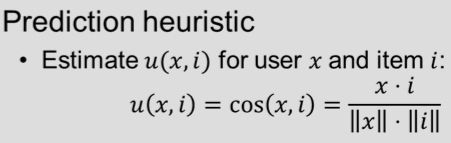 Prediction heuristic
• Estimate u(x, i) for user x and item i:
u(x, i) = cos(x, i) = x · i / ‖x‖ · ‖i‖